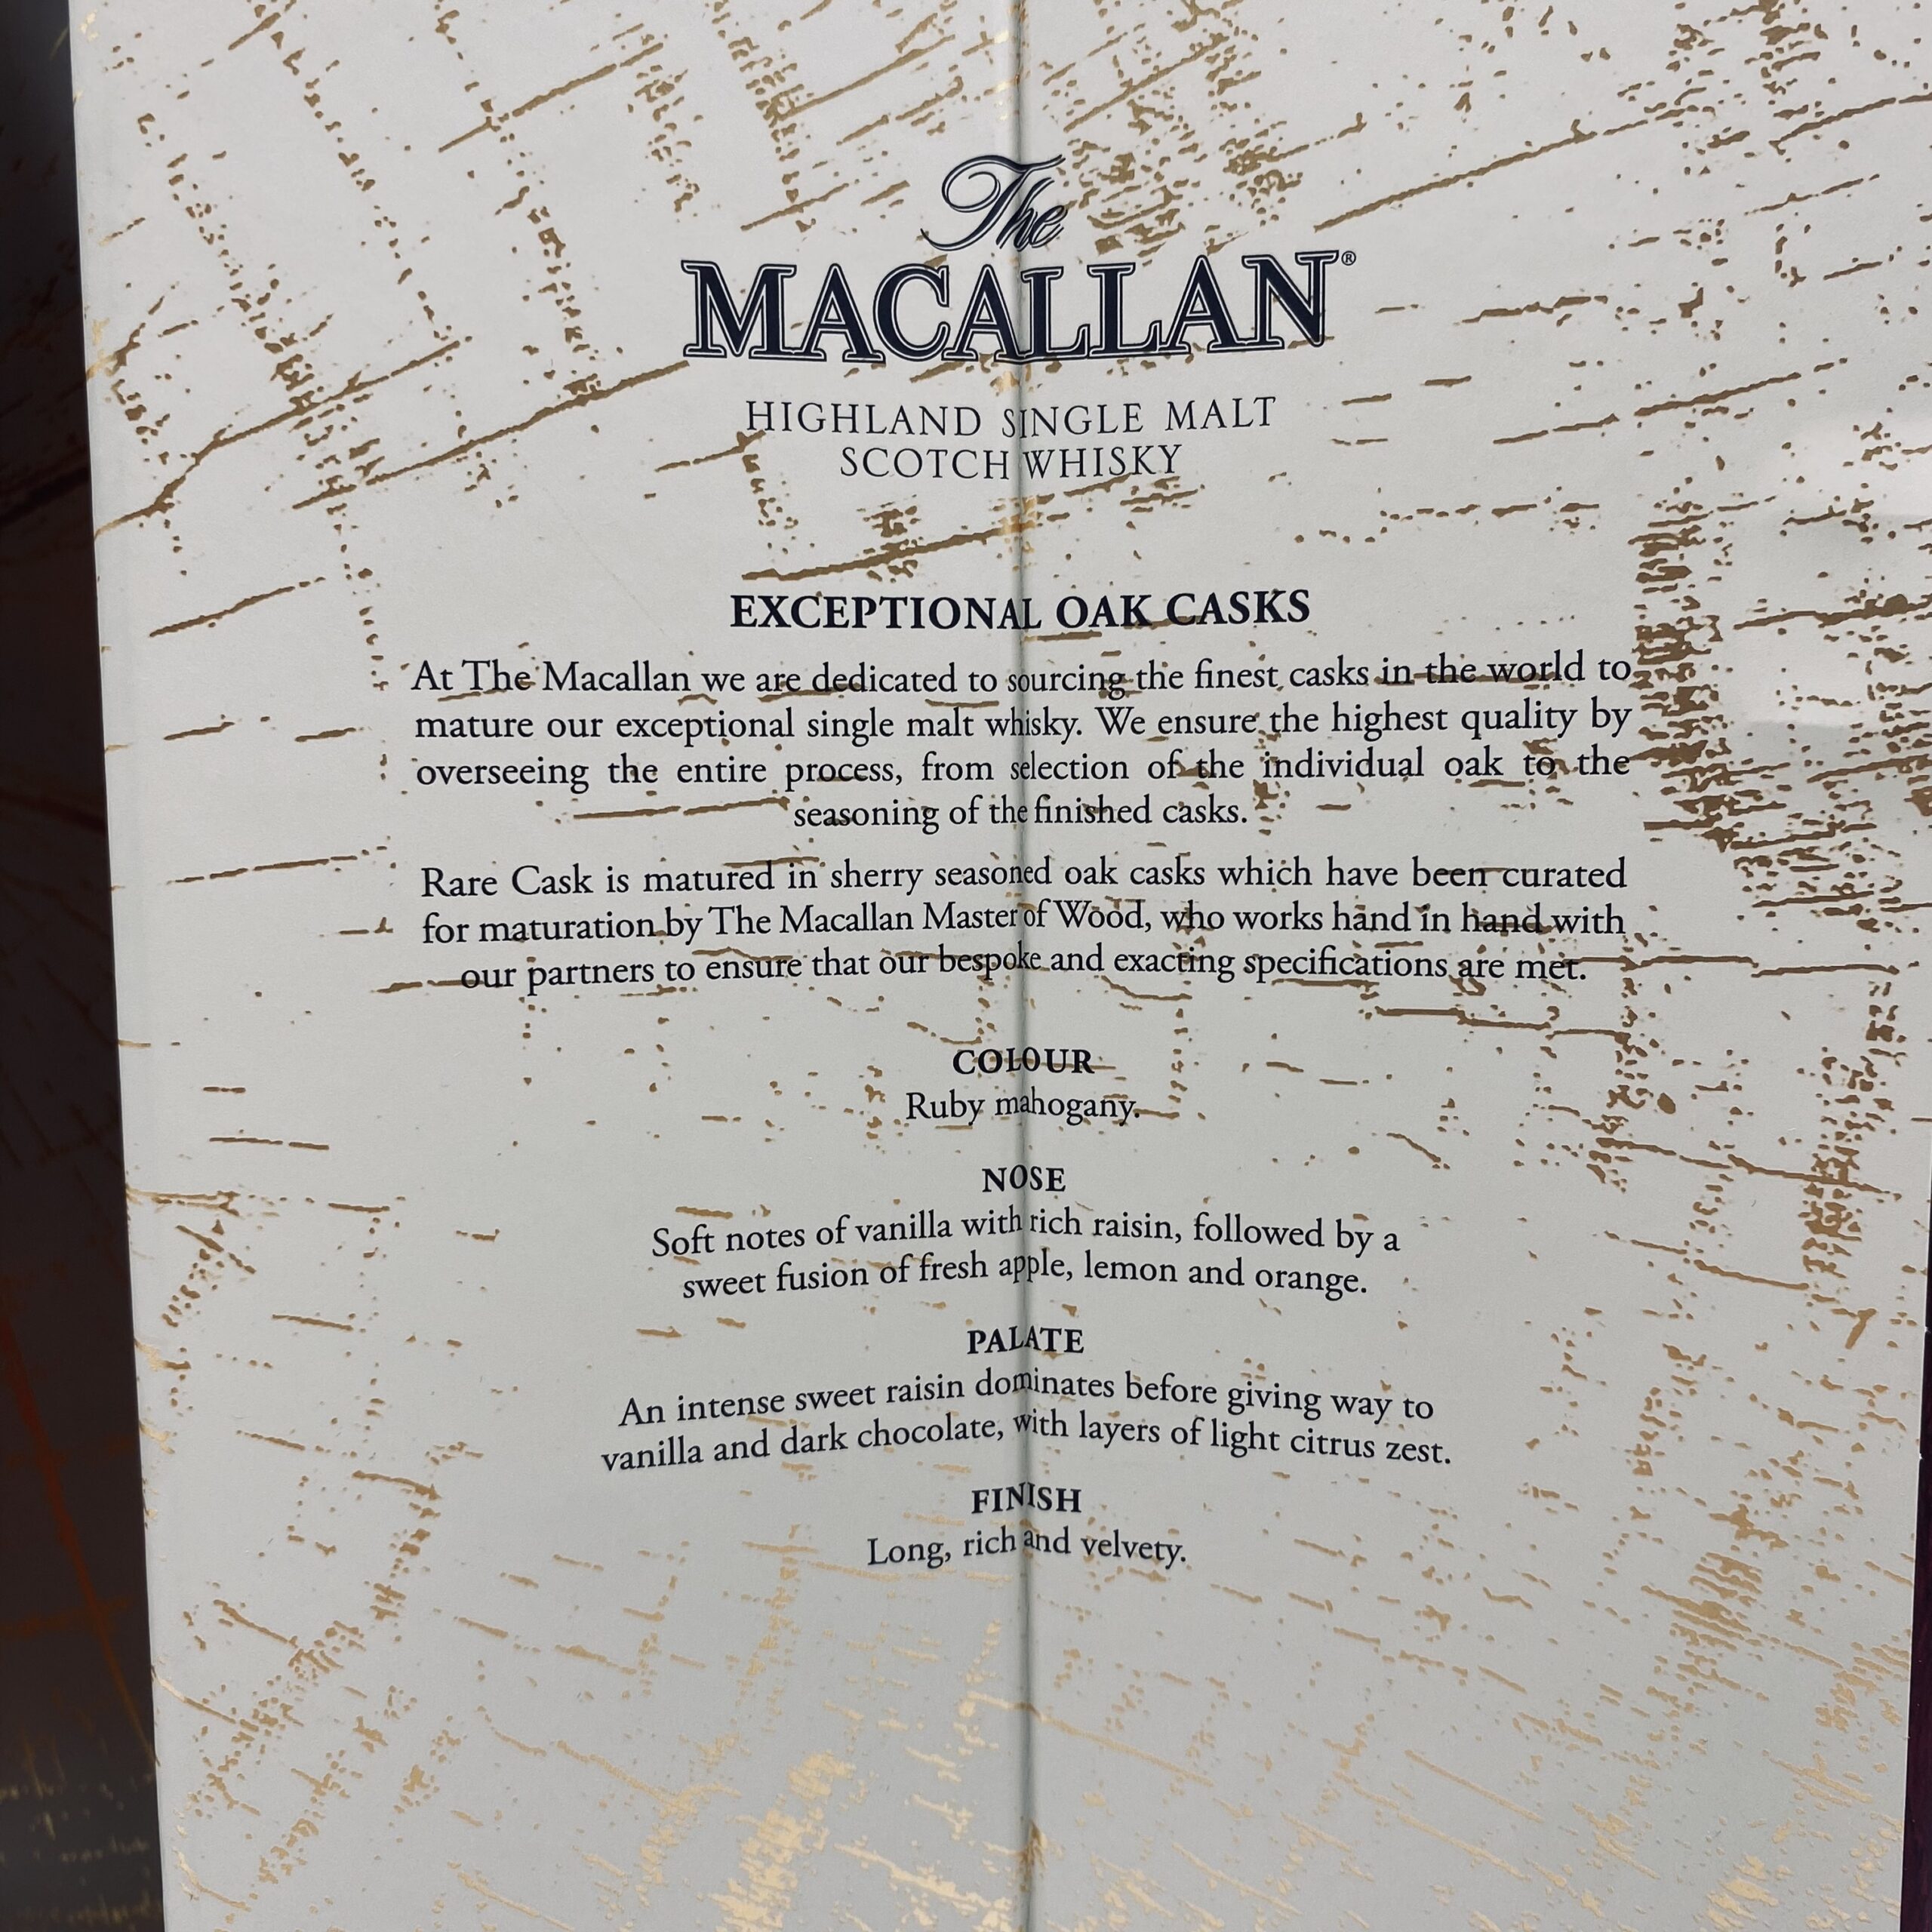 The
MACALLAN®
HIGHLAND SINGLE MALT
SCOTCH WHISKY
EXCEPTIONAL OAK CASKS
At The Macallan we are dedicated to sourcing the finest casks in the world to
mature our exceptional single malt whisky. We ensure the highest quality by
overseeing the entire process, from selection of the individual oak to the
seasoning of the finished casks.
Rare Cask is matured in sherry seasoned oak casks which have been curated
for maturation by The Macallan Master of Wood, who works hand in hand with
our partners to ensure that our bespoke and exacting specifications are met.
COLOUR
Ruby mahogany.
NOSE
Soft notes of vanilla with rich raisin, followed by a
sweet fusion of fresh apple, lemon and orange.
PALATE
An intense sweet raisin dominates before giving way to
vanilla and dark chocolate, with layers of light citrus zest.
FINISH
Long, rich and velvety.